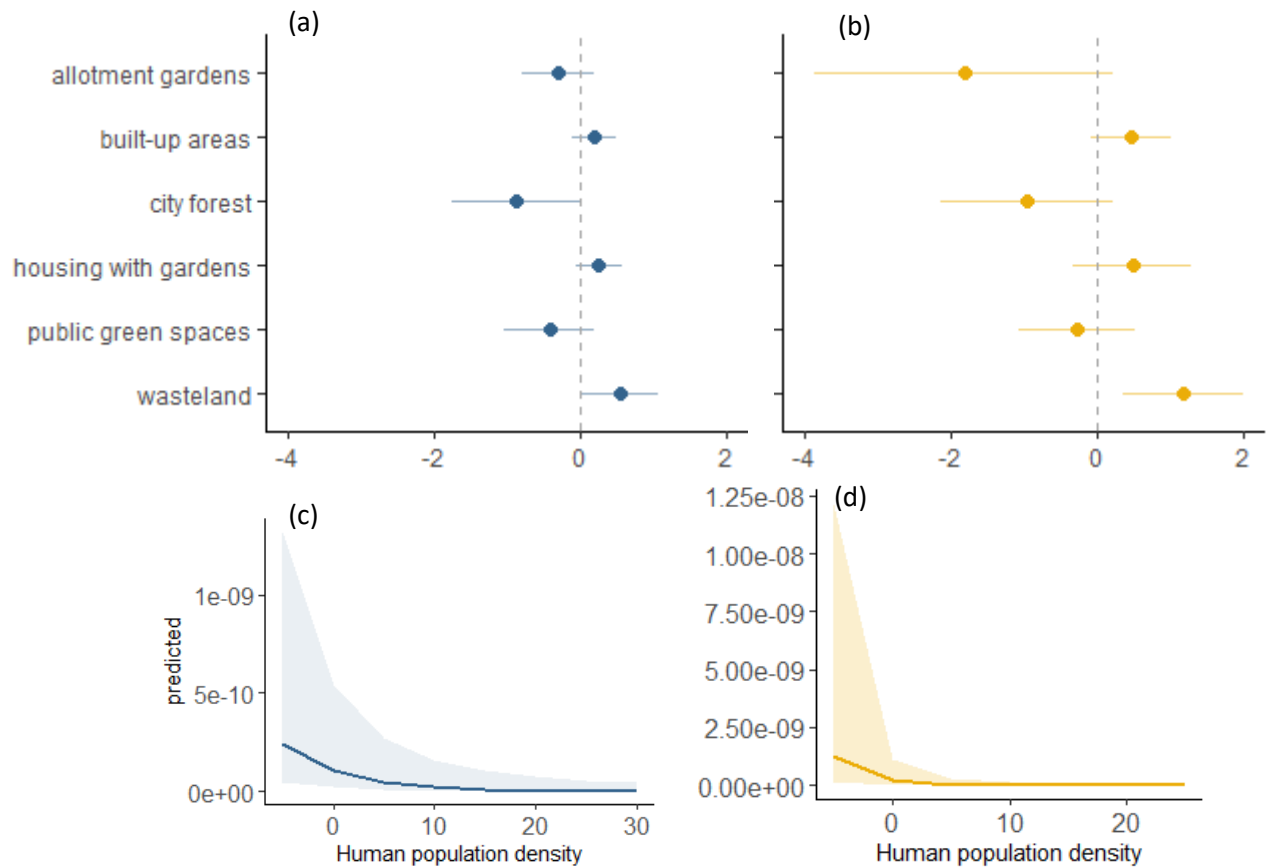 (a)
(b)
allotment gardens
built-up areas
city forest
housing with gardens
public green spaces
wasteland
-4 -2 0 2
-4 -2 0 2
(c)
1e-09
5e-10
0e+00
predicted
0 10 20 30
Human population density
(d)
1.25e-08
1.00e-08
7.50e-09
5.00e-09
2.50e-09
0.00e+00
0 10 20
Human population density